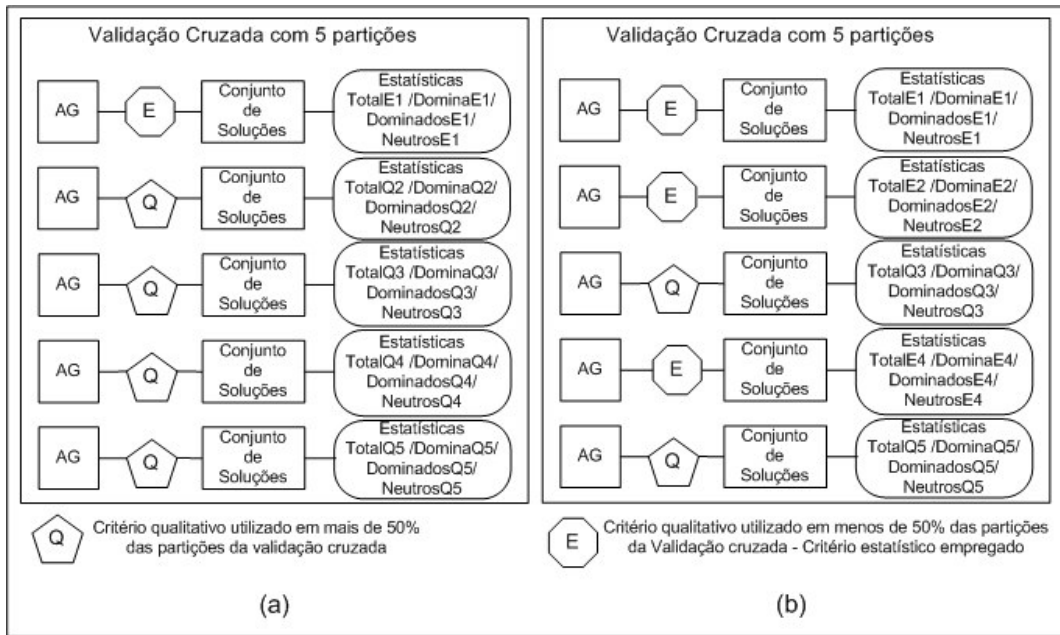 Validação Cruzada com 5 partições
AG
E
Conjunto
de
Soluções
Estatísticas
TotalE1 /DominaE1/
DominadosE1/
NeutrosE1
AG
Q
Conjunto
de
Soluções
Estatísticas
TotalQ2 /DominaQ2/
DominadosQ2/
NeutrosQ2
AG
Q
Conjunto
de
Soluções
Estatísticas
TotalQ3 /DominaQ3/
DominadosQ3/
NeutrosQ3
AG
Q
Conjunto
de
Soluções
Estatísticas
TotalQ4 /DominaQ4/
DominadosQ4/
NeutrosQ4
AG
Q
Conjunto
de
Soluções
Estatísticas
TotalQ5 /DominaQ5/
DominadosQ5/
NeutrosQ5
Q
Critério qualitativo utilizado em mais de 50%
das partições da validação cruzada
(a)
Validação Cruzada com 5 partições
AG
E
Conjunto
de
Soluções
Estatísticas
TotalE1 /DominaE1/
DominadosE1/
NeutrosE1
AG
E
Conjunto
de
Soluções
Estatísticas
TotalE2 /DominaE2/
DominadosE2/
NeutrosE2
AG
Q
Conjunto
de
Soluções
Estatísticas
TotalQ3 /DominaQ3/
DominadosQ3/
NeutrosQ3
AG
E
Conjunto
de
Soluções
Estatísticas
TotalE4 /DominaE4/
DominadosE4/
NeutrosE4
AG
Q
Conjunto
de
Soluções
Estatísticas
TotalQ5 /DominaQ5/
DominadosQ5/
NeutrosQ5
E
Critério qualitativo utilizado em menos de 50% das partições
da Validação cruzada - Critério estatístico empregado
(b)